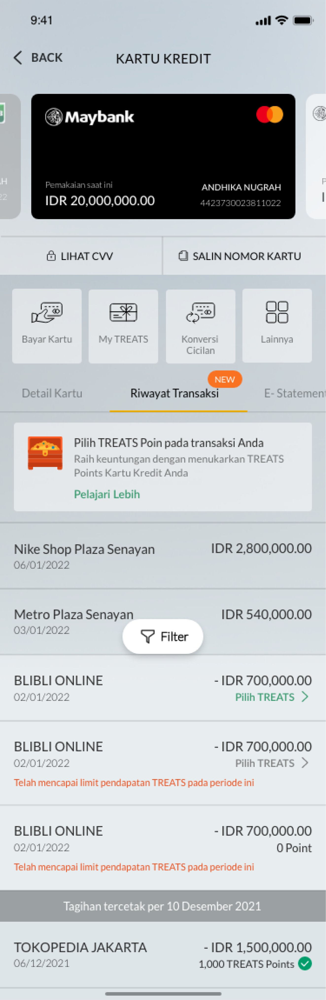 9:41
BACK
KARTU KREDIT
Maybank
Pemakaian saat ini
IDR 20,000,000.00
ANDHIKA NUGRAH
4423730023811022
LIHAT CVV
SALIN NOMOR KARTU
Bayar Kartu
My TREATS
Konversi
Cicilan
Lainnya
NEW
Detail Kartu
Riwayat Transaksi
E- Statement
Pilih TREATS Poin pada transaksi Anda
Raih keuntungan dengan menukarkan TREATS
Points Kartu Kredit Anda
Pelajari Lebih
Nike Shop Plaza Senayan
IDR 2,800,000.00
06/01/2022
Metro Plaza Senayan
IDR 540,000.00
03/01/2022
Filter
BLIBLI ONLINE
- IDR 700,000.00
02/01/2022
Pilih TREATS
BLIBLI ONLINE
- IDR 700,000.00
02/01/2022
Pilih TREATS
Telah mencapai limit pendapatan TREATS pada periode ini
BLIBLI ONLINE
- IDR 700,000.00
02/01/2022
0 Point
Telah mencapai limit pendapatan TREATS pada periode ini
Tagihan tercetak per 10 Desember 2021
TOKOPEDIA JAKARTA
- IDR 1,500,000.00
06/12/2021
1,000 TREATS Points